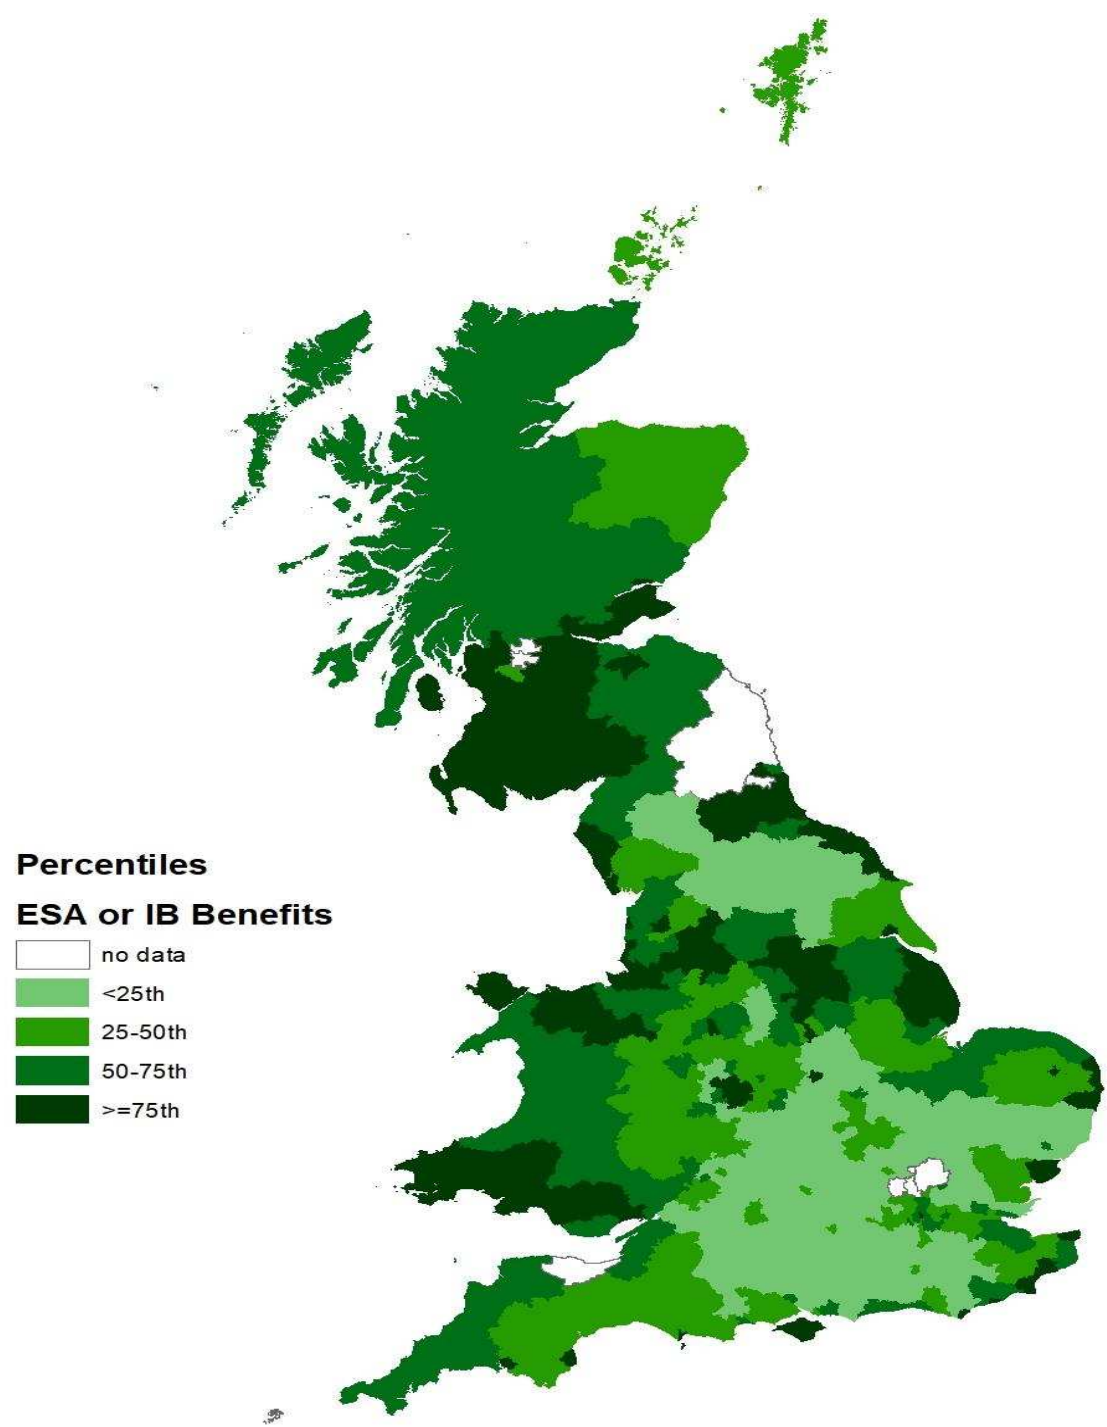 Percentiles
ESA or IB Benefits
no data
<25th
25-50th
50-75th
>=75th